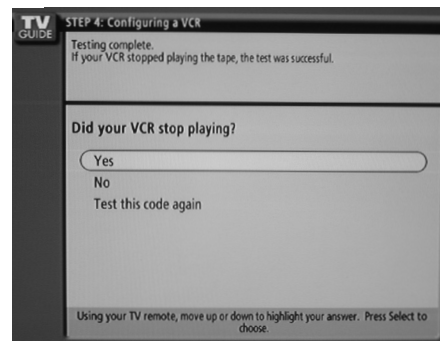 TV
GUIDE
STEP 4: Configuring a VCR
Testing complete.
If your VCR stopped playing the tape, the test was successful.
Did your VCR stop playing?
Yes
No
Test this code again
Using your TV remote, move up or down to highlight your answer. Press Select to
choose.